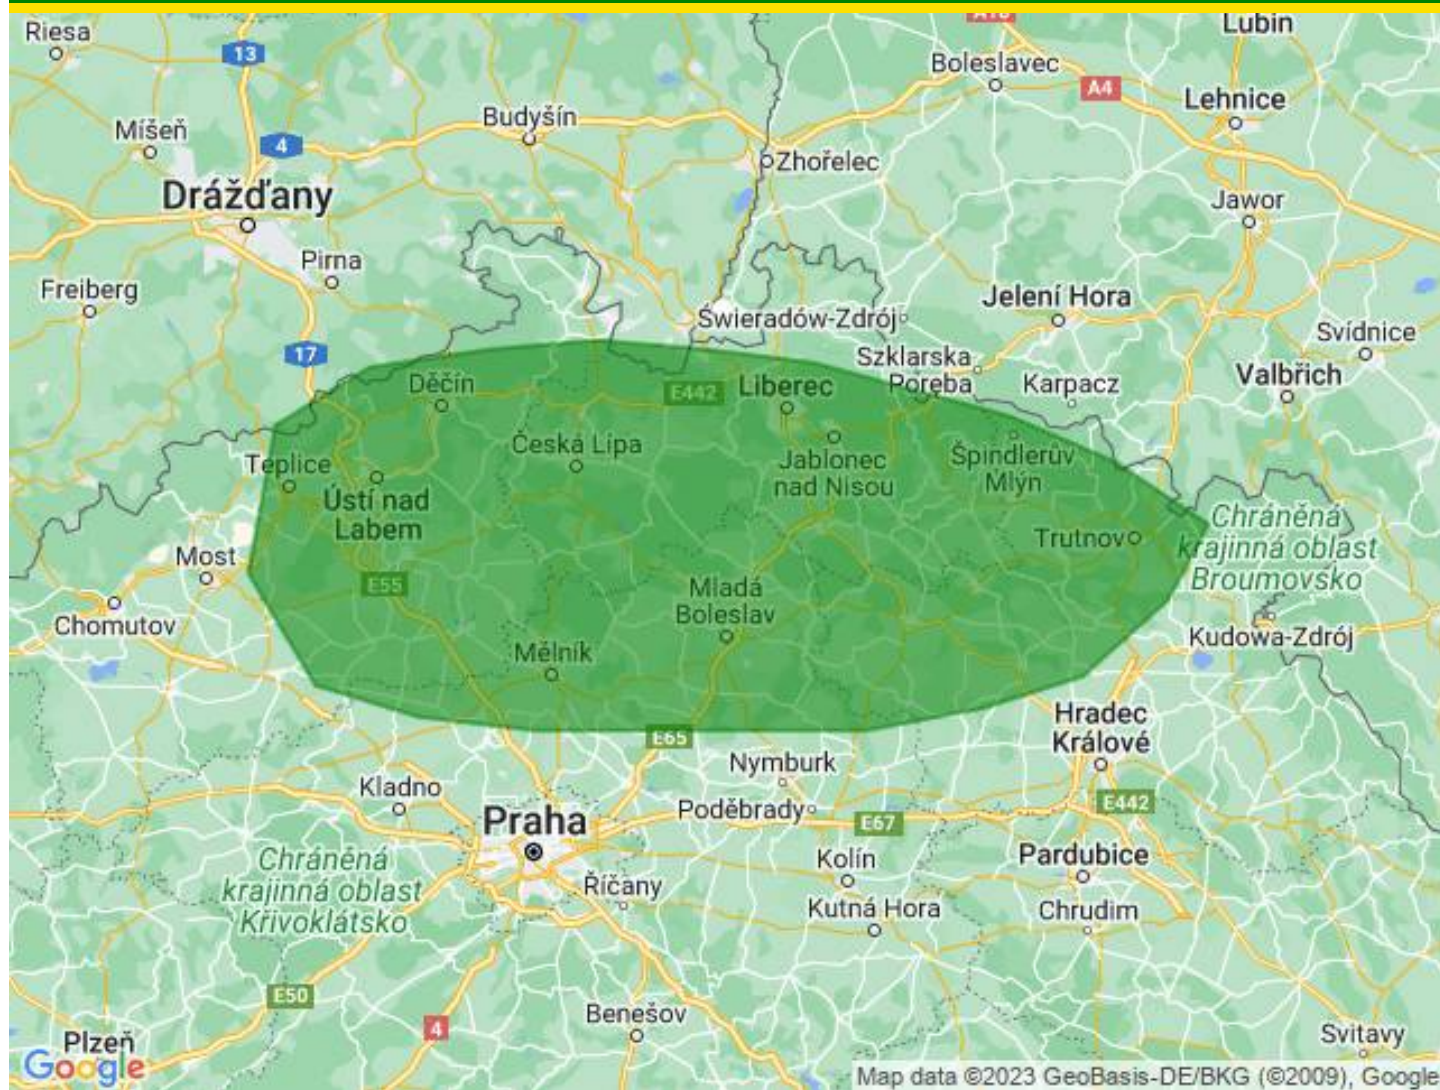 Riesa
13
A18
Lubin
Boleslavec
A4
Lehnice
Míšeň
4
Budyšín
Zhořelec
Drážďany
Jawor
Pirna
Freiberg
Jelení Hora
Świeradów-Zdrój
Svídnice
17
Szklarska
Poręba
Karpacz
Valbřich
Děčín
E442
Liberec
Česká Lípa
Teplice
Jablonec
nad Nisou
Špindlerův
Mlýn
Ústí nad
Labem
Chráněná
krajinná oblast
Broumovsko
Trutnov
Most
E55
Mladá
Boleslav
Chomutov
Kudowa-Zdrój
Mělník
Hradec
Králové
E65
Nymburk
Kladno
Poděbrady
E442
Praha
E67
Chráněná
krajinná oblast
Křivoklátsko
Kolín
Pardubice
Říčany
Kutná Hora
Chrudim
E50
4
Benešov
Plzeň
Svitavy
Google
Map data ©2023 GeoBasis-DE/BKG (©2009), Google